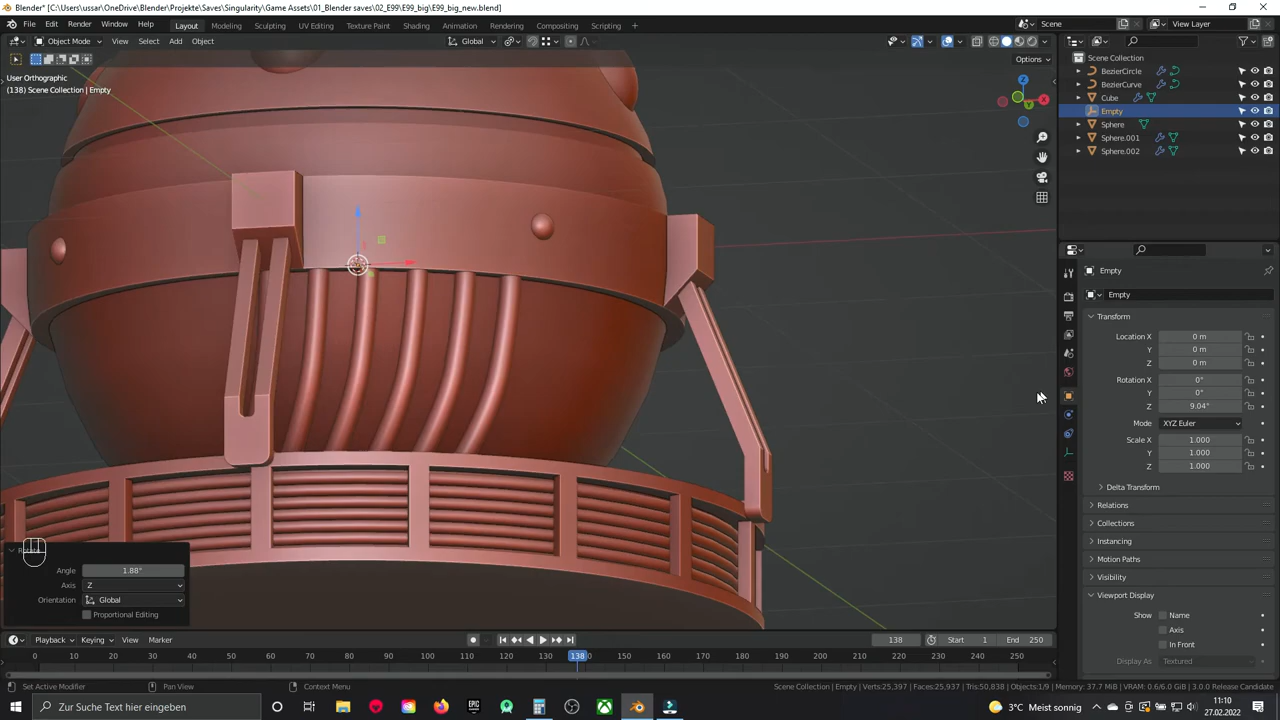 Blender* [C:\Users\ussar\OneDrive\Blender\Projekte\Saves\Singularity\Game Assets\01_Blender saves\02_E99\E99_big\E99_big_new.blend]
File Edit Render Window Help Layout Modeling Sculpting UV Editing Texture Paint Shading Animation Rendering Compositing Scripting Scene View Layer
Object Mode View Select Add Object Global
Options
User Orthographic
(138) Scene Collection | Empty
Scene Collection
BezierCircle
BezierCurve
Cube
Empty
Sphere
Sphere.001
Sphere.002
Empty
Empty
Transform
Location X 0 m
Y 0 m
Z 0 m
Rotation X 0°
Y 0°
Z 9.04°
Mode XYZ Euler
Scale X 1.000
Y 1.000
Z 1.000
Delta Transform
Relations
Collections
Instancing
Motion Paths
Visibility
Viewport Display
Show Name
Axis
In Front
Display As Textured
Angle 1.88°
Axis Z
Orientation Global
Proportional Editing
Playback Keying View Marker 138 Start 1 End 250
0 10 20 30 40 50 60 70 80 90 100 110 120 130 138 150 160 170 180 190 200 210 220 230 240 250
Set Active Modifier Pan View Context Menu Scene Collection | Empty | Verts:25,397 | Faces:25,937 | Tris:50,838 | Objects:1/9 | Memory: 37.7 MiB | VRAM: 0.6/6.0 GiB | 3.0.0 Release Candidate
Zur Suche Text hier eingeben 3°C Meist sonnig 11:10
27.02.2022